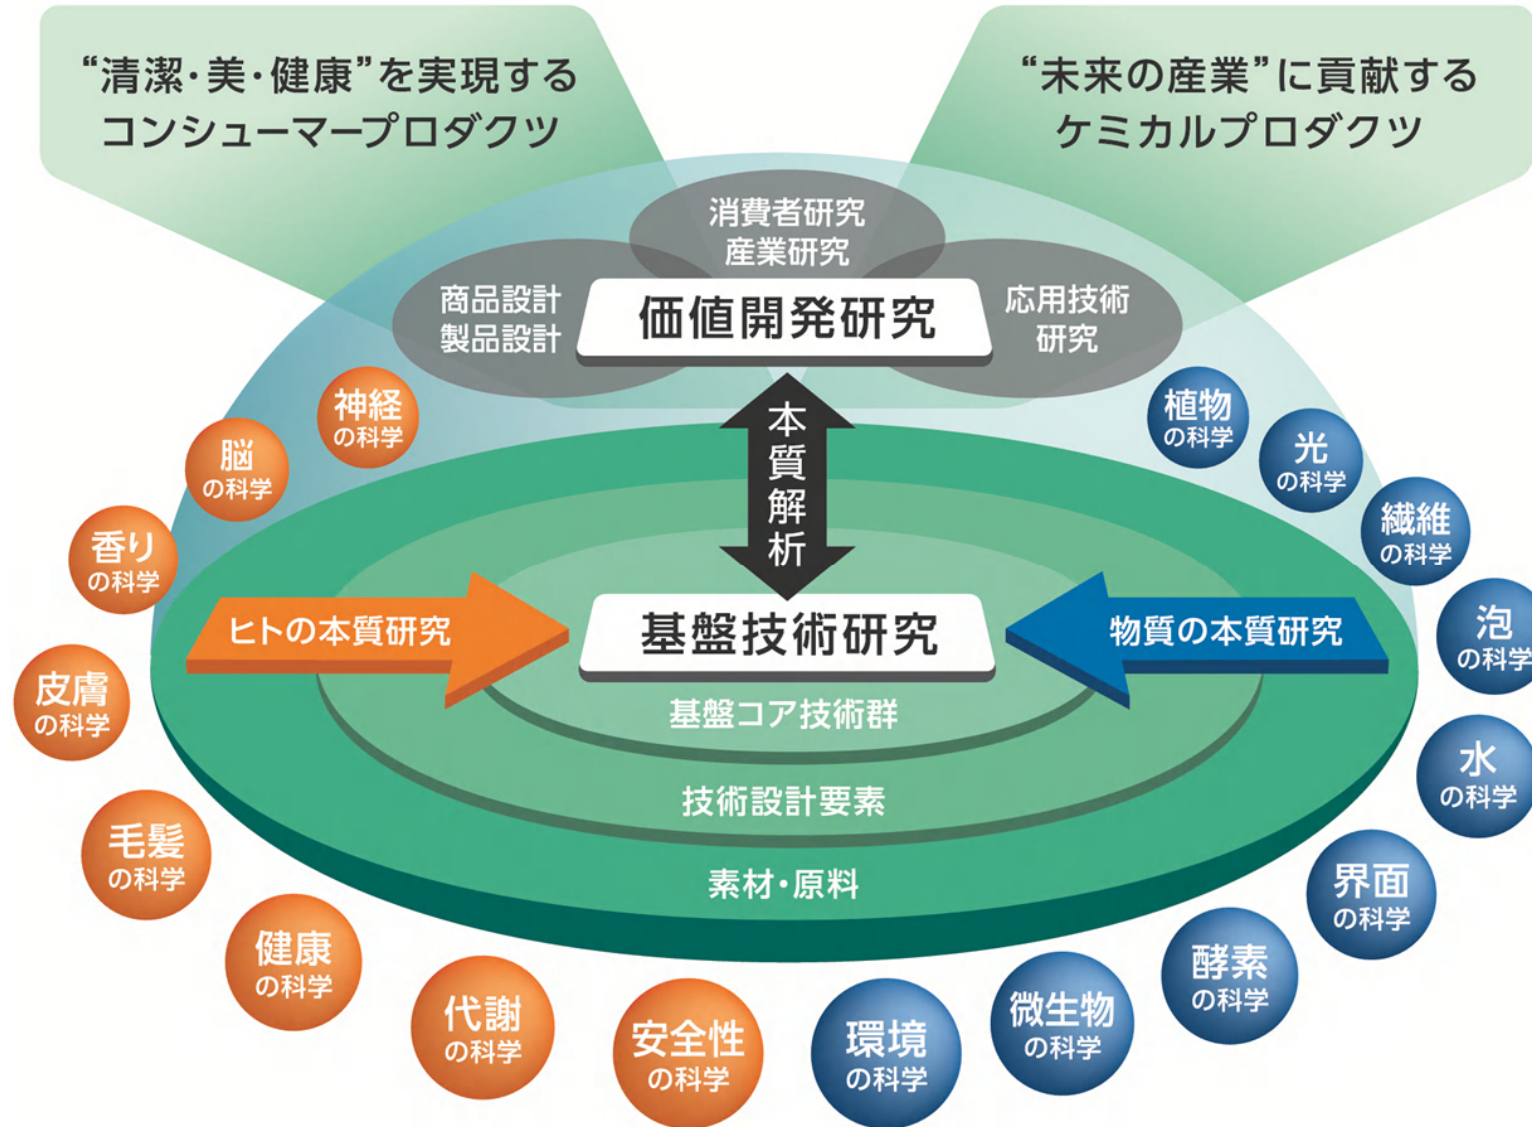 “清潔・美・健康”を実現する
コンシューマープロダクツ
“未来の産業”に貢献する
ケミカルプロダクツ
消費者研究
産業研究
商品設計
製品設計
価値開発研究
応用技術
研究
本質解析
神経
の科学
脳
の科学
香り
の科学
皮膚
の科学
毛髪
の科学
健康
の科学
代謝
の科学
安全性
の科学
植物
の科学
光
の科学
繊維
の科学
泡
の科学
水
の科学
界面
の科学
酵素
の科学
微生物
の科学
環境
の科学
ヒトの本質研究
基盤技術研究
物質の本質研究
基盤コア技術群
技術設計要素
素材・原料